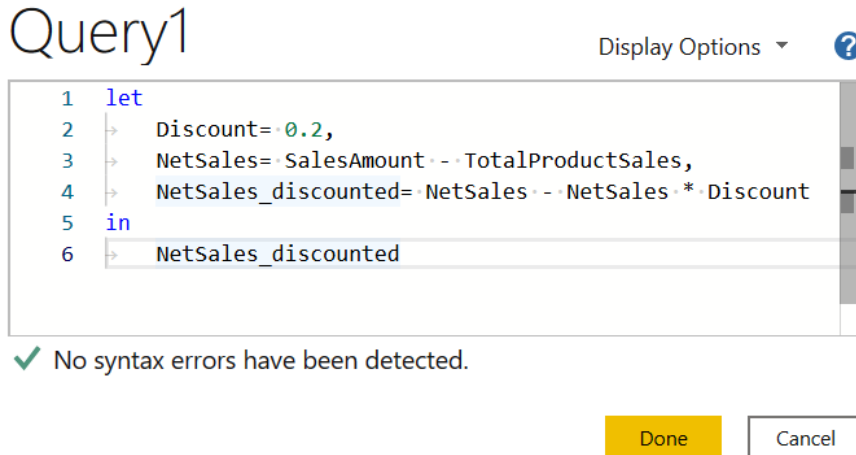 Query1
Display Options
?
1 let
2 Discount= 0.2,
3 NetSales= SalesAmount - TotalProductSales,
4 NetSales_discounted= NetSales - NetSales * Discount
5 in
6 NetSales_discounted
No syntax errors have been detected.
Done Cancel